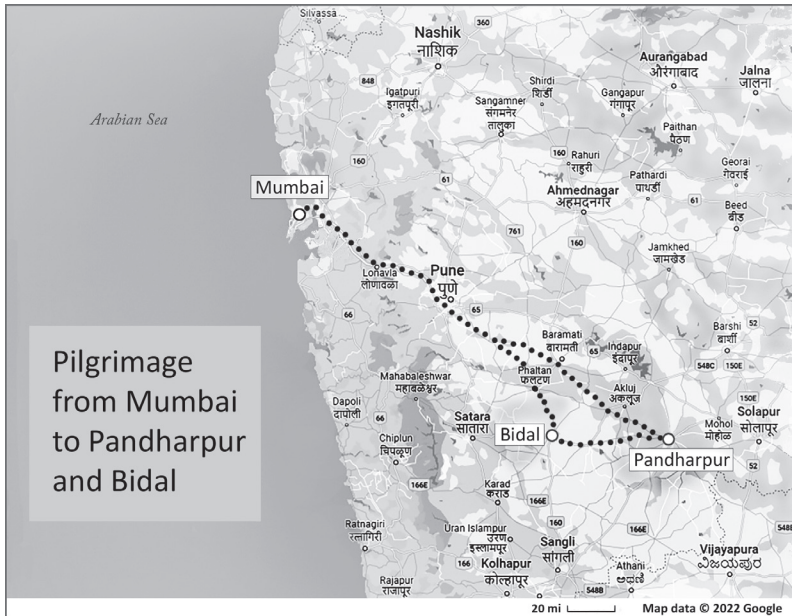 Silvassa
Nashik
नाशिक
360
Aurangabad
औरंगाबाद
Jalna
जालना
848
Igatpuri
इगतपूरी
Shirdi
शिर्डी
Gangapur
गंगापूर
Sangamner
संगमनेर
तालुका
Arabian Sea
Paithan
पैठण
160
160
Rahuri
राहुरी
Georai
गेवराई
Pathardi
पाथर्डी
61
61
Mumbai
Ahmednagar
अहमदनगर
Beed
बीड
761
160
Jamkhed
जामखेड
Lonavla
लोणावळा
Pune
पुणे
66
65
Baramati
बारामती
65
Indapur
इंदापूर
Barshi
बार्शी
52
548C
150E
Pilgrimage
from Mumbai
to Pandharpur
and Bidal
Phaltan
फलटण
Mahabaleshwar
महाबळेश्वर
Akluj
अकलूज
150E
Dapoli
दापोली
66
Satara
सातारा
Solapur
सोलापूर
Mohol
मोहोळ
Bidal
Chiplun
चिपळूण
Pandharpur
52
166E
Karad
कराड
166E
160
166E
548B
Ratnagiri
रत्नागिरी
Uran Islampur
उरण
इस्लामपूर
Sangli
सांगली
Vijayapura
ವಿಜಯಪುರ
166
Kolhapur
कोल्हापूर
Athani
ಅಥಣಿ
Rajapur
राजापूर
548B
20 mi
Map data © 2022 Google